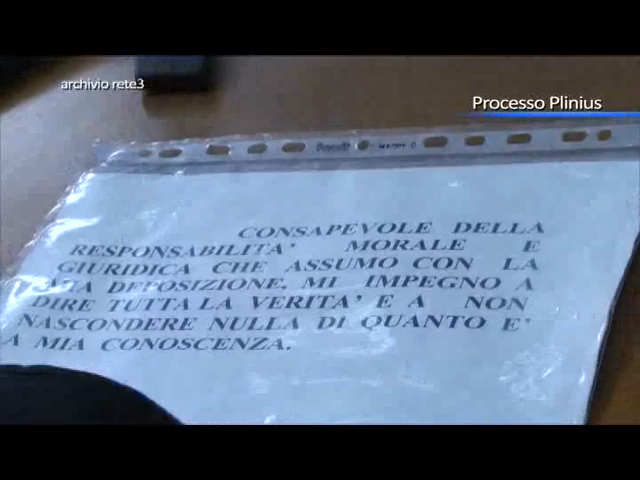 archivio rete3
Processo Plinius
CONSAPEVOLE DELLA
RESPONSABILITA' MORALE E
GIURIDICA CHE ASSUMO CON LA
DEPOSIZIONE, MI IMPEGNO A
DIRE TUTTA LA VERITA' E A NON
NASCONDERE NULLA DI QUANTO E'
A MIA CONOSCENZA.